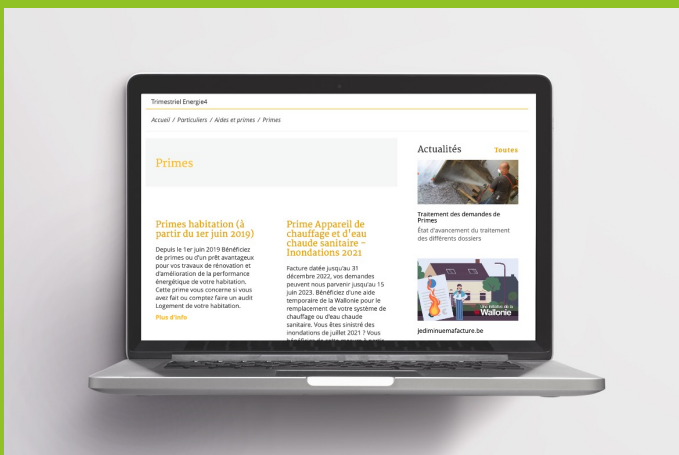 Trimestriel Energie4
Accueil / Particuliers / Aides et primes / Primes
Primes
Primes habitation (à
partir du 1er juin 2019)
Depuis le 1er juin 2019 Bénéficiez
de primes ou d'un prêt avantageux
pour vos travaux de rénovation et
d'amélioration de la performance
énergétique de votre habitation.
Cette prime vous concerne si vous
avez fait ou comptez faire un audit
Logement de votre habitation.
Plus d'info
Prime Appareil de
chauffage et d'eau
chaude sanitaire -
Inondations 2021
Facture datée jusqu'au 31
décembre 2022, vos demandes
peuvent nous parvenir jusqu'au 15
juin 2023. Bénéficiez d'une aide
temporaire de la Wallonie pour le
remplacement de votre système de
chauffage ou d'eau chaude
sanitaire. Vous êtes sinistré des
inondations de juillet 2021 ? Vous
bénéficiez de cette mesure à partir
Actualités
Toutes
Traitement des demandes de
Primes
État d'avancement du traitement
des différents dossiers
Wallonie
jediminuemafacture.be